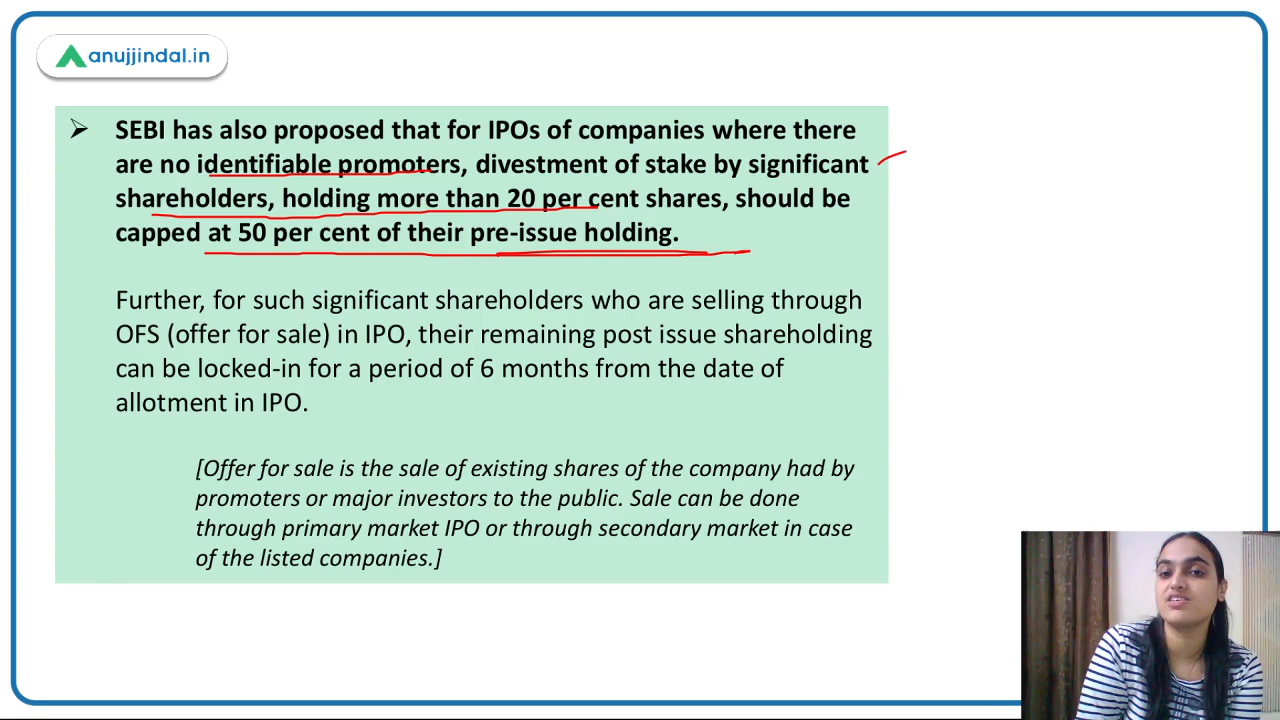 anujjindal.in
➢ SEBI has also proposed that for IPOs of companies where there
are no identifiable promoters, divestment of stake by significant
shareholders, holding more than 20 per cent shares, should be
capped at 50 per cent of their pre-issue holding.
Further, for such significant shareholders who are selling through
OFS (offer for sale) in IPO, their remaining post issue shareholding
can be locked-in for a period of 6 months from the date of
allotment in IPO.
[Offer for sale is the sale of existing shares of the company had by
promoters or major investors to the public. Sale can be done
through primary market IPO or through secondary market in case
of the listed companies.]